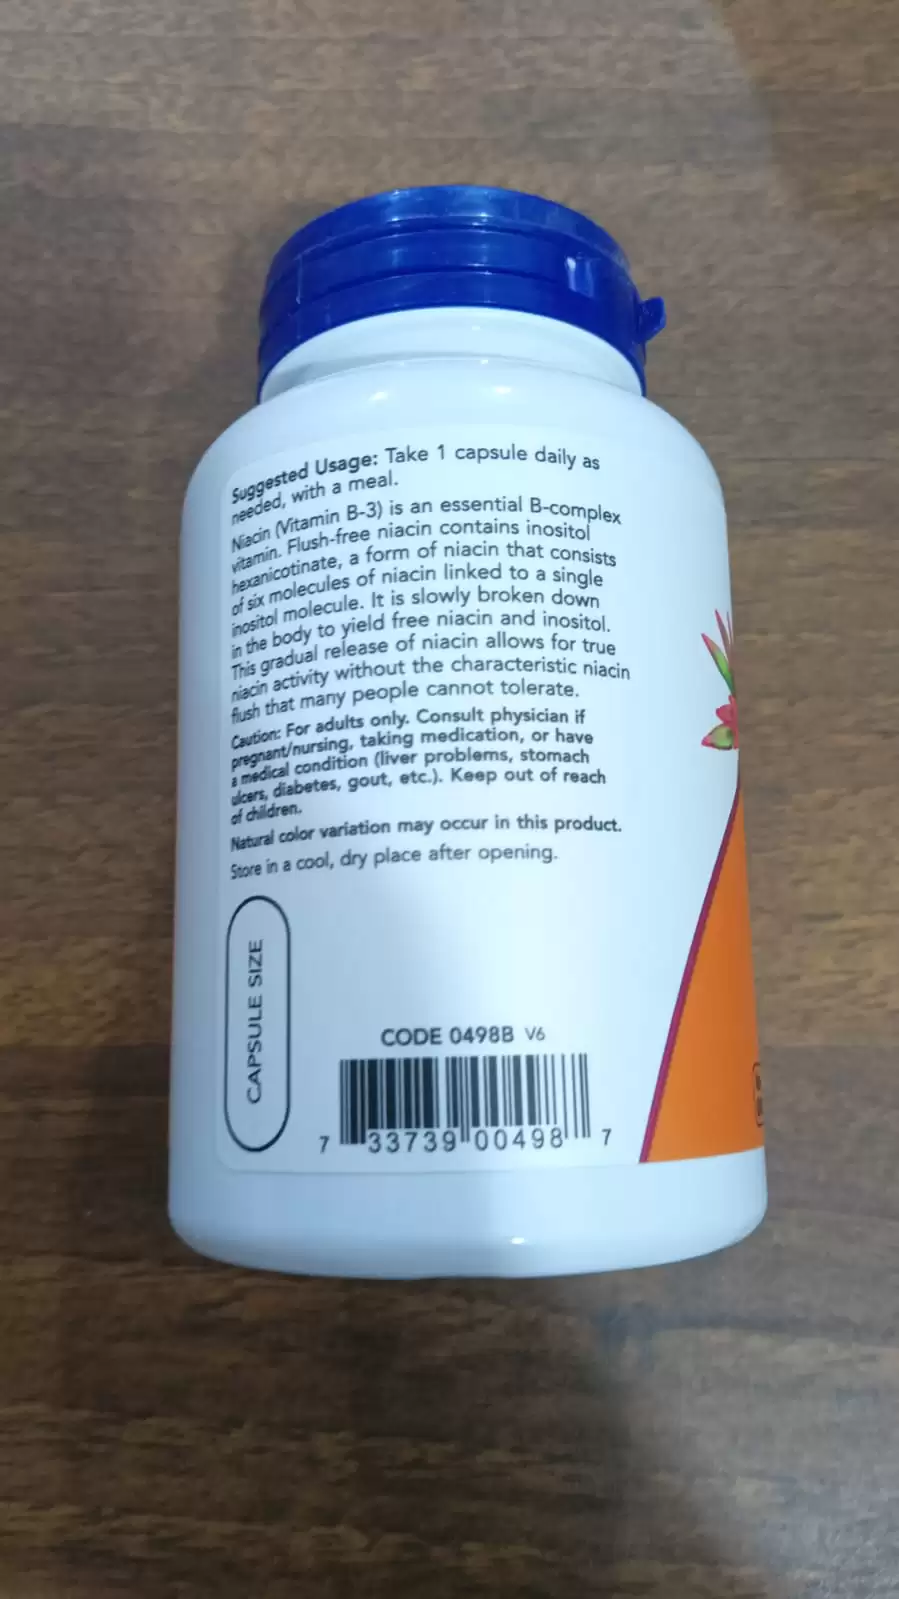 Suggested Usage: Take 1 capsule daily as
needed, with a meal.
Niacin (Vitamin B-3) is an essential B-complex
vitamin. Flush-free niacin contains inositol
hexanicotinate, a form of niacin that consists
of six molecules of niacin linked to a single
inositol molecule. It is slowly broken down
in the body to yield free niacin and inositol.
This gradual release of niacin allows for true
niacin activity without the characteristic niacin
flush that many people cannot tolerate.
Caution: For adults only. Consult physician if
pregnant/nursing, taking medication, or have
a medical condition (liver problems, stomach
ulcers, diabetes, gout, etc.). Keep out of reach
of children.
Natural color variation may occur in this product.
Store in a cool, dry place after opening.
CAPSULE SIZE
CODE 0498B V6
7 33739 00498 7